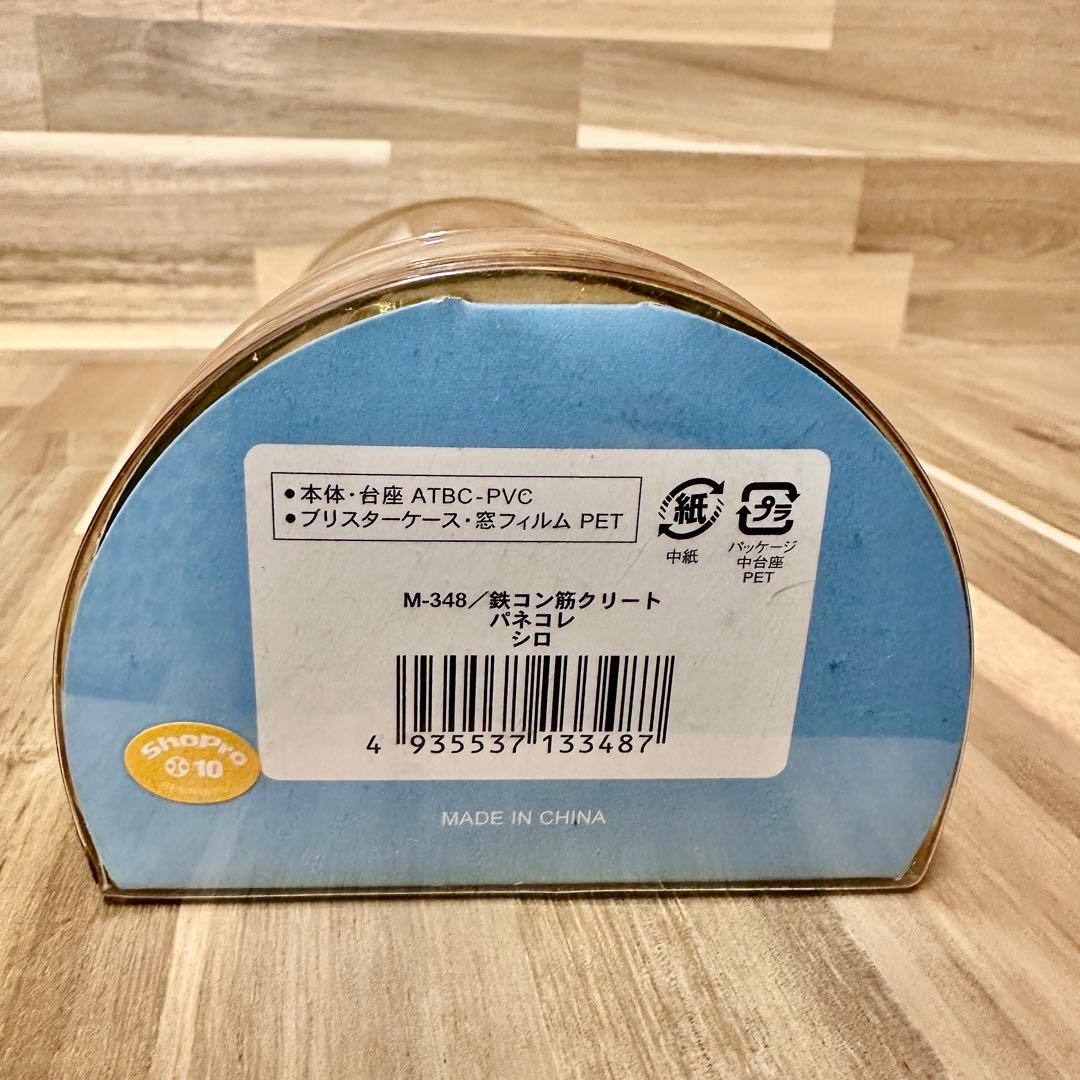 ●本体・台座 ATBC-PVC
●ブリスターケース・窓フィルム PET
紙
中紙
プラ
パッケージ
中台座
PET
M-348／鉄コン筋クリート
パネコレ
シロ
4 935537 133487
ShoPro
10
MADE IN CHINA